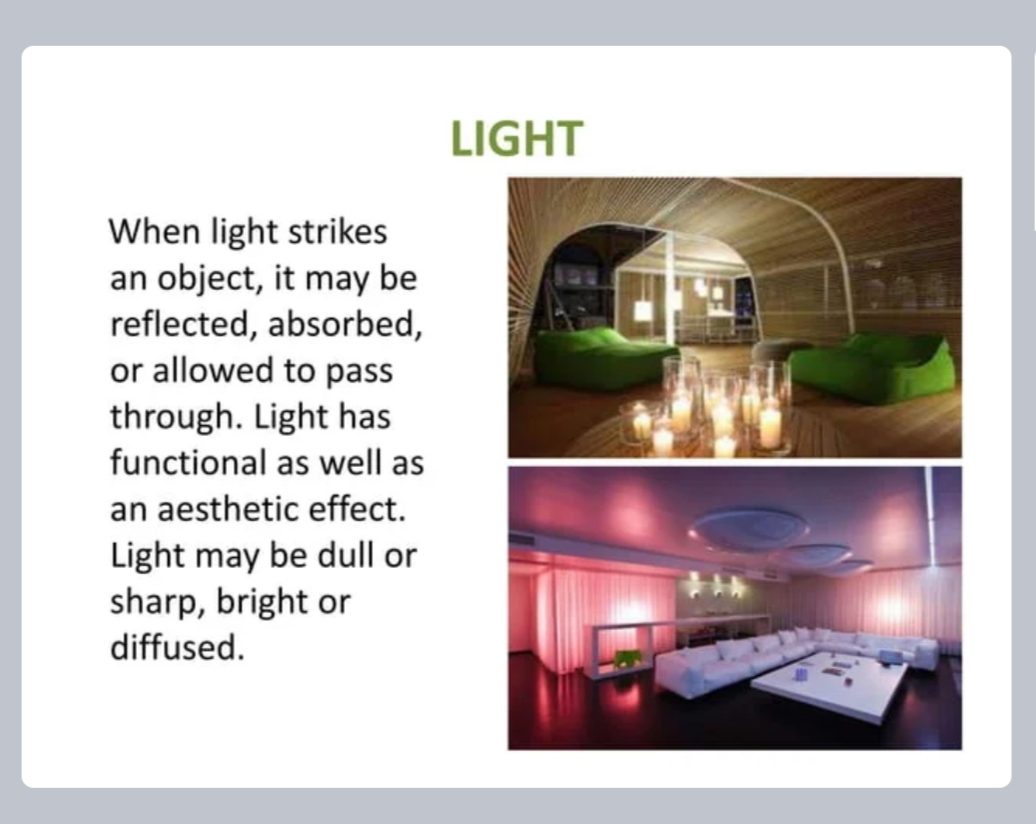 LIGHT
When light strikes
an object, it may be
reflected, absorbed,
or allowed to pass
through. Light has
functional as well as
an aesthetic effect.
Light may be dull or
sharp, bright or
diffused.